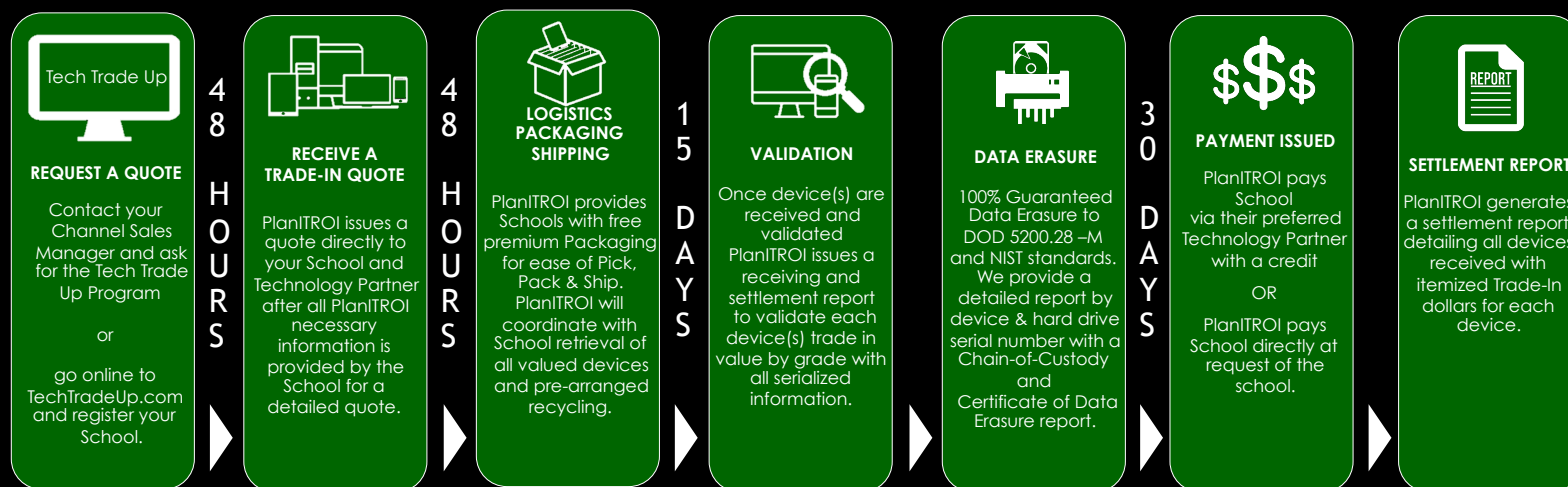 Tech Trade Up
REQUEST A QUOTE
Contact your
Channel Sales
Manager and ask
for the Tech Trade
Up Program
or
go online to
TechTradeUp.com
and register your
School.
48 HOURS
RECEIVE A
TRADE-IN QUOTE
PlanITROI issues a
quote directly to
your School and
Technology Partner
after all PlanITROI
necessary
information is
provided by the
School for a
detailed quote.
48 HOURS
LOGISTICS
PACKAGING
SHIPPING
PlanITROI provides
Schools with free
premium Packaging
for ease of Pick,
Pack & Ship.
PlanITROI will
coordinate with
School retrieval of
all valued devices
and pre-arranged
recycling.
15 DAYS
VALIDATION
Once device(s) are
received and
validated
PlanITROI issues a
receiving and
settlement report
to validate each
device(s) trade in
value by grade with
all serialized
information.
DATA ERASURE
100% Guaranteed
Data Erasure to
DOD 5200.28 –M
and NIST standards.
We provide a
detailed report by
device & hard drive
serial number with a
Chain-of-Custody
and
Certificate of Data
Erasure report.
30 DAYS
$$$
PAYMENT ISSUED
PlanITROI pays
School
via their preferred
Technology Partner
with a credit
OR
PlanITROI pays
School directly at
request of the
school.
REPORT
SETTLEMENT REPORT
PlanITROI generates
a settlement report
detailing all devices
received with
itemized Trade-In
dollars for each
device.